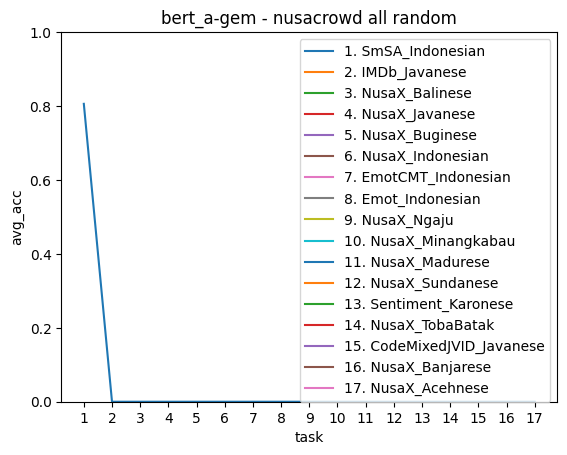 bert_a-gem - nusacrowd all random
1.0
0.8
0.6
0.4
0.2
0.0
avg_acc
1. SmSA_Indonesian
2. IMDb_Javanese
3. NusaX_Balinese
4. NusaX_Javanese
5. NusaX_Buginese
6. NusaX_Indonesian
7. EmotCMT_Indonesian
8. Emot_Indonesian
9. NusaX_Ngaju
10. NusaX_Minangkabau
11. NusaX_Madurese
12. NusaX_Sundanese
13. Sentiment_Karonese
14. NusaX_TobaBatak
15. CodeMixedJVID_Javanese
16. NusaX_Banjarese
17. NusaX_Acehnese
1 2 3 4 5 6 7 8 9 10 11 12 13 14 15 16 17
task